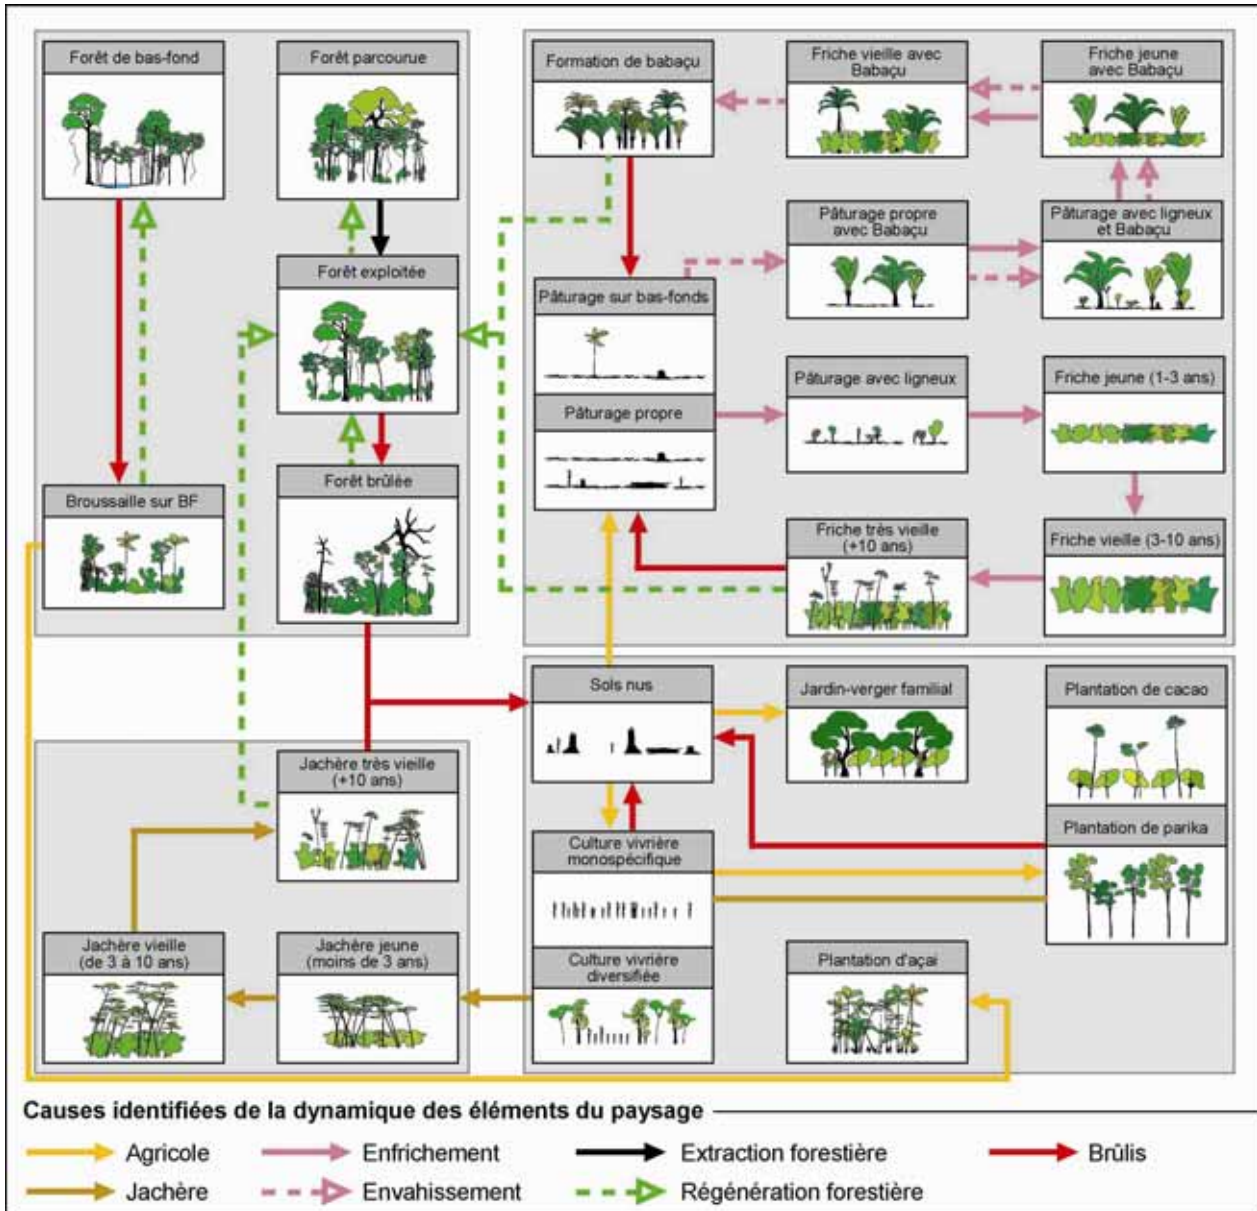 Forêt de bas-fond
Forêt parcourue
Forêt exploitée
Broussaille sur BF
Forêt brûlée
Formation de babaçu
Friche vieille avec
Babaçu
Friche jeune
avec Babaçu
Pâturage propre
avec Babaçu
Pâturage avec ligneux
et Babaçu
Pâturage sur bas-fonds
Pâturage propre
Pâturage avec ligneux
Friche jeune (1-3 ans)
Friche très vieille
(+10 ans)
Friche vieille (3-10 ans)
Jachère très vieille
(+10 ans)
Jachère vieille
(de 3 à 10 ans)
Jachère jeune
(moins de 3 ans)
Sols nus
Jardin-verger familial
Plantation de cacao
Culture vivrière
monospécifique
Plantation de parika
Culture vivrière
diversifiée
Plantation d'açai
Causes identifiées de la dynamique des éléments du paysage
Agricole
Enfrichement
Extraction forestière
Brûlis
Jachère
Envahissement
Régénération forestière